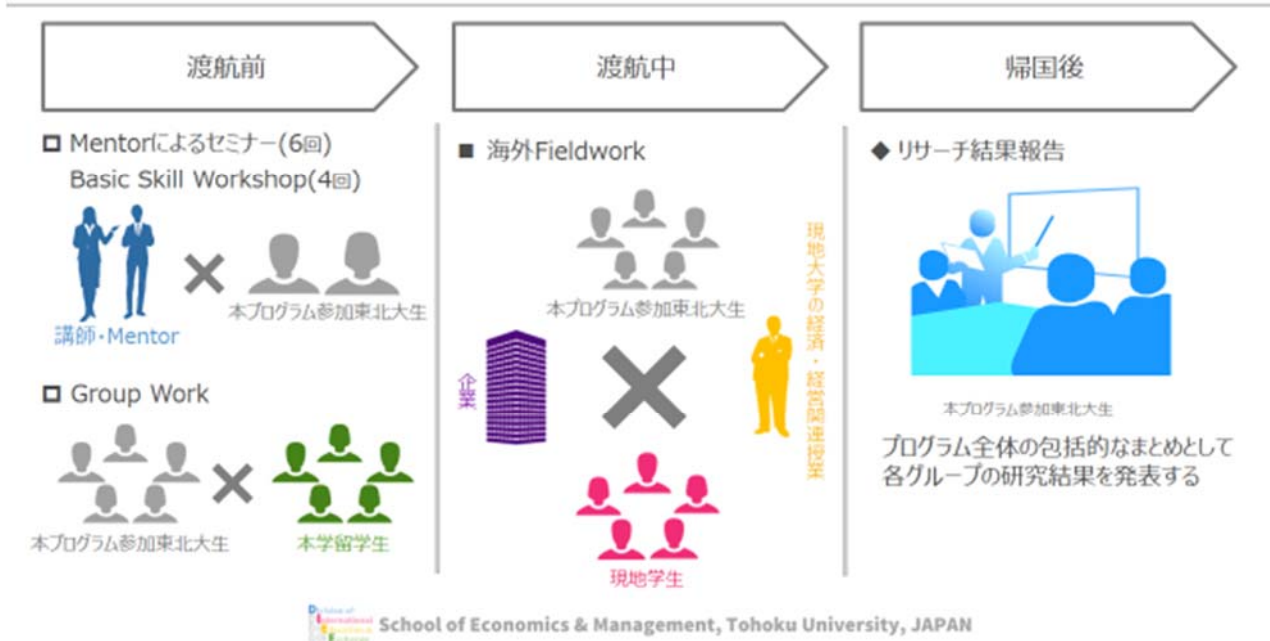 渡航前
渡航中
帰国後
Mentorによるセミナー(6回)
Basic Skill Workshop(4回)
講師・Mentor
本プログラム参加東北大生
Group Work
本プログラム参加東北大生
本学留学生
海外Fieldwork
本プログラム参加東北大生
企業
現地大学の経済・経営関連授業
現地学生
リサーチ結果報告
本プログラム参加東北大生
プログラム全体の包括的なまとめとして
各グループの研究結果を発表する
School of Economics & Management, Tohoku University, JAPAN